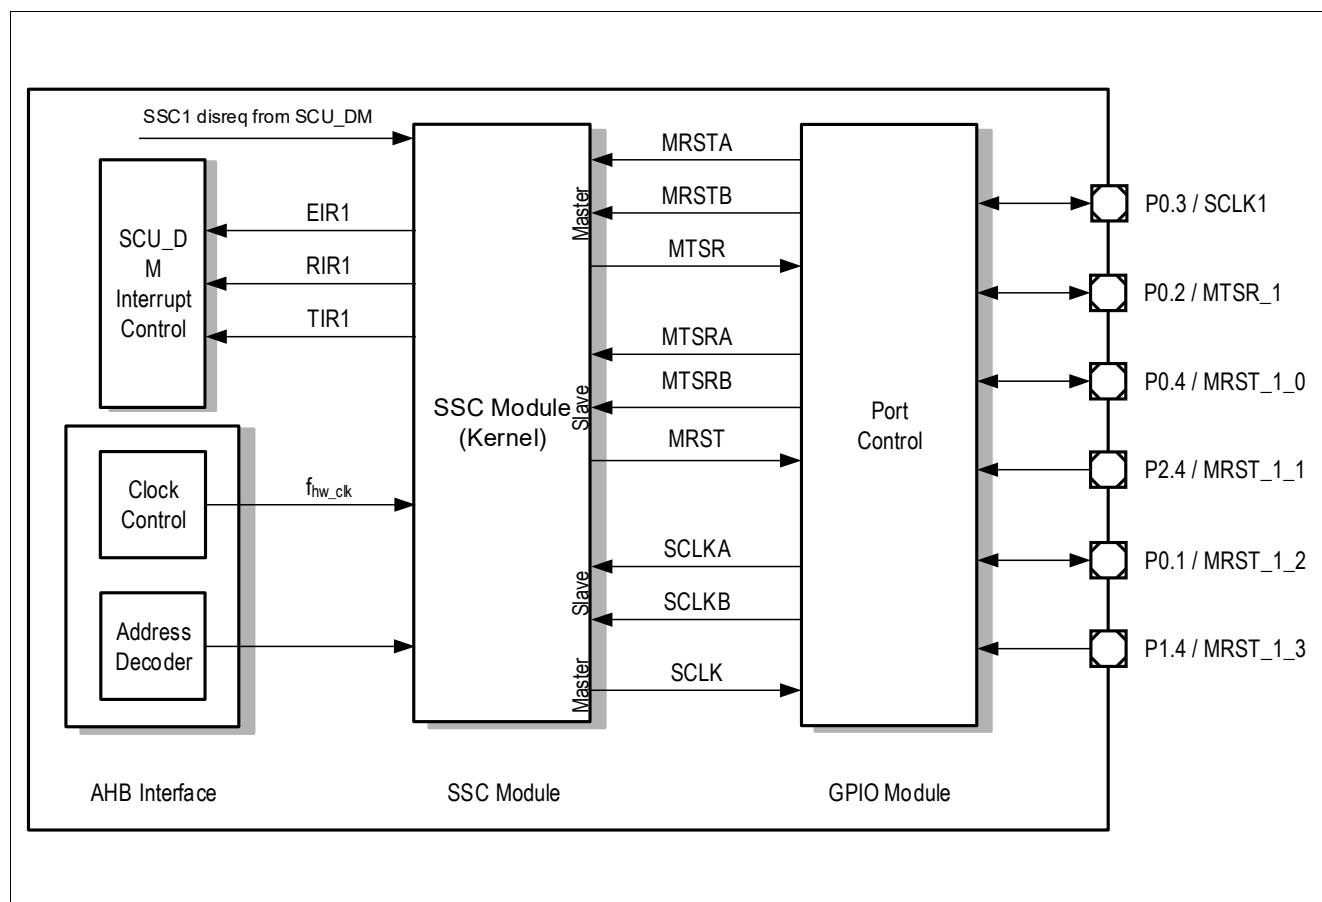 SSC1 disreq from SCU_DM
SCU_D
M
Interrupt
Control
EIR1
RIR1
TIR1
Clock
Control
Address
Decoder
fhw_clk
AHB Interface
SSC Module
(Kernel)
Master
Slave
Slave
Master
SSC Module
MRSTA
MRSTB
MTSR
MTSRA
MTSRB
MRST
SCLKA
SCLKB
SCLK
Port
Control
GPIO Module
P0.3 / SCLK1
P0.2 / MTSR_1
P0.4 / MRST_1_0
P2.4 / MRST_1_1
P0.1 / MRST_1_2
P1.4 / MRST_1_3